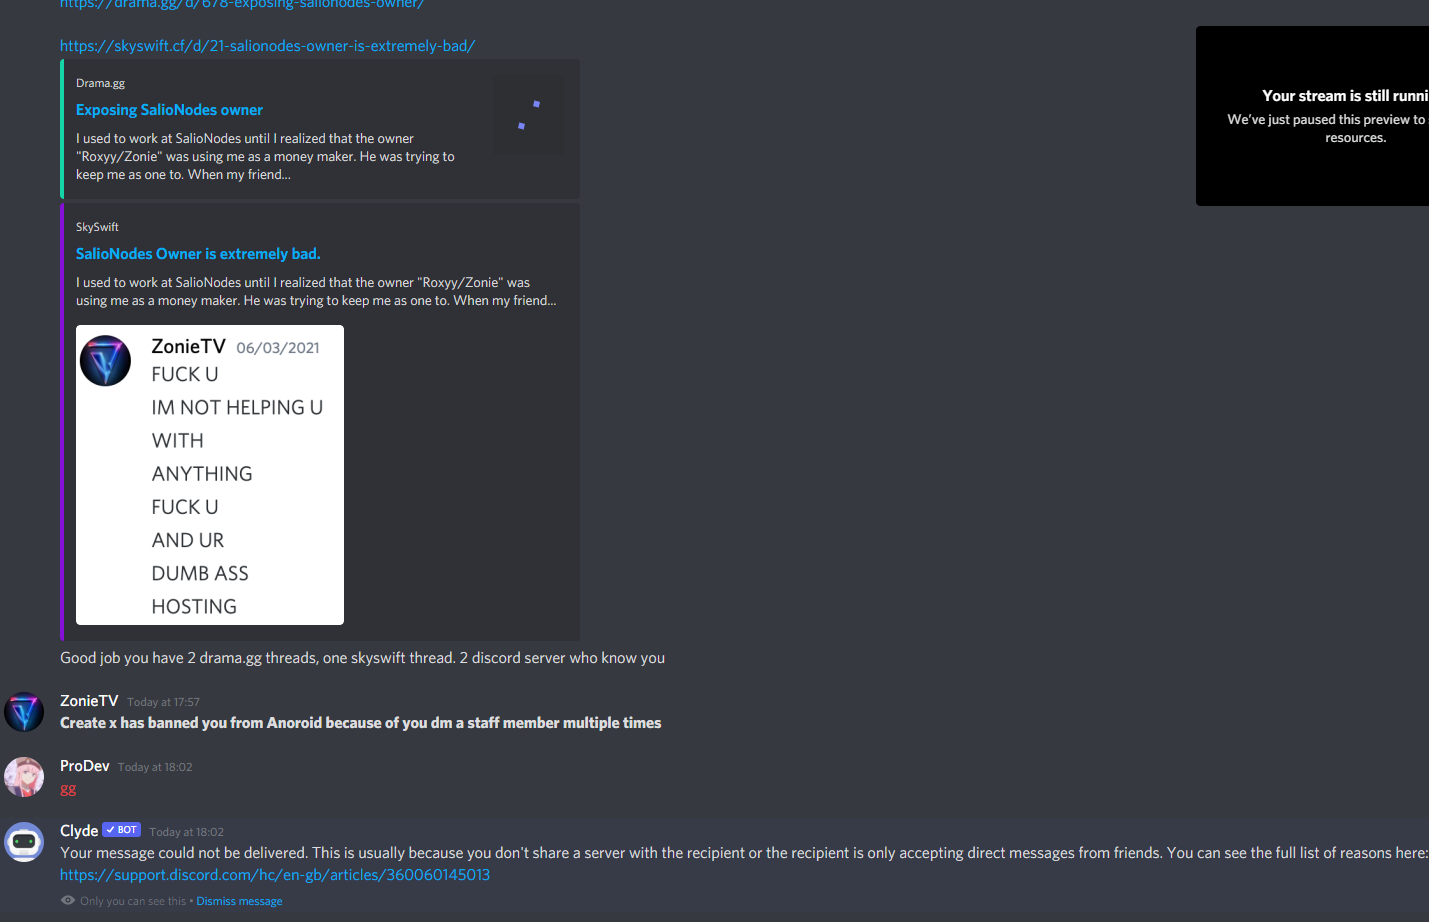 https://drama.gg/d/678-exposing-salionodes-owner/
https://skyswift.cf/d/21-salionodes-owner-is-extremely-bad/
Drama.gg
Exposing SalioNodes owner
I used to work at SalioNodes until I realized that the owner
"Roxyy/Zonie" was using me as a money maker. He was trying to
keep me as one to. When my friend...
SkySwift
SalioNodes Owner is extremely bad.
I used to work at SalioNodes until I realized that the owner "Roxyy/Zonie" was
using me as a money maker. He was trying to keep me as one to. When my friend...
ZonieTV 06/03/2021
FUCK U
IM NOT HELPING U
WITH
ANYTHING
FUCK U
AND UR
DUMB ASS
HOSTING
Good job you have 2 drama.gg threads, one skyswift thread. 2 discord server who know you
ZonieTV Today at 17:57
Create x has banned you from Anoroid because of you dm a staff member multiple times
ProDev Today at 18:02
gg
Clyde BOT Today at 18:02
Your message could not be delivered. This is usually because you don't share a server with the recipient or the recipient is only accepting direct messages from friends. You can see the full list of reasons here:
https://support.discord.com/hc/en-gb/articles/360060145013
Only you can see this • Dismiss message
Your stream is still runni
We've just paused this preview to
resources.